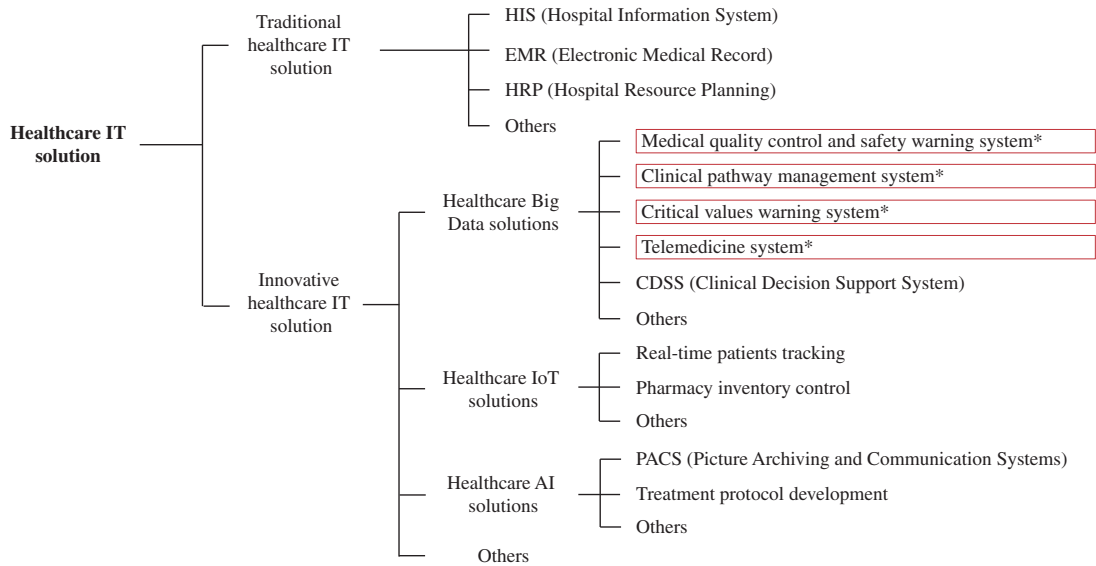 Healthcare IT
solution
Traditional
healthcare IT
solution
HIS (Hospital Information System)
EMR (Electronic Medical Record)
HRP (Hospital Resource Planning)
Others
Innovative
healthcare IT
solution
Healthcare Big
Data solutions
Medical quality control and safety warning system*
Clinical pathway management system*
Critical values warning system*
Telemedicine system*
CDSS (Clinical Decision Support System)
Others
Healthcare IoT
solutions
Real-time patients tracking
Pharmacy inventory control
Others
Healthcare AI
solutions
PACS (Picture Archiving and Communication Systems)
Treatment protocol development
Others
Others